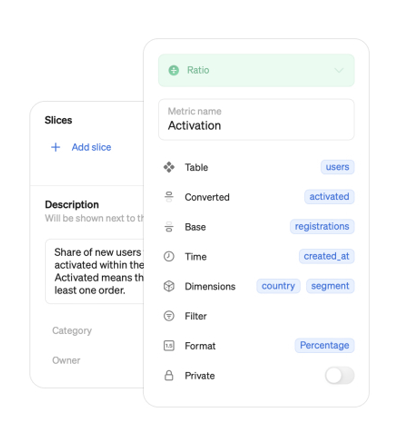 Slices
Add slice
Description
Will be shown next to
Share of new users
activated within the
Activated means
least one order.
Category
Owner
Ratio
Metric name
Activation
Table users
Converted activated
Base registrations
Time created_at
Dimensions country segment
Filter
Format Percentage
Private